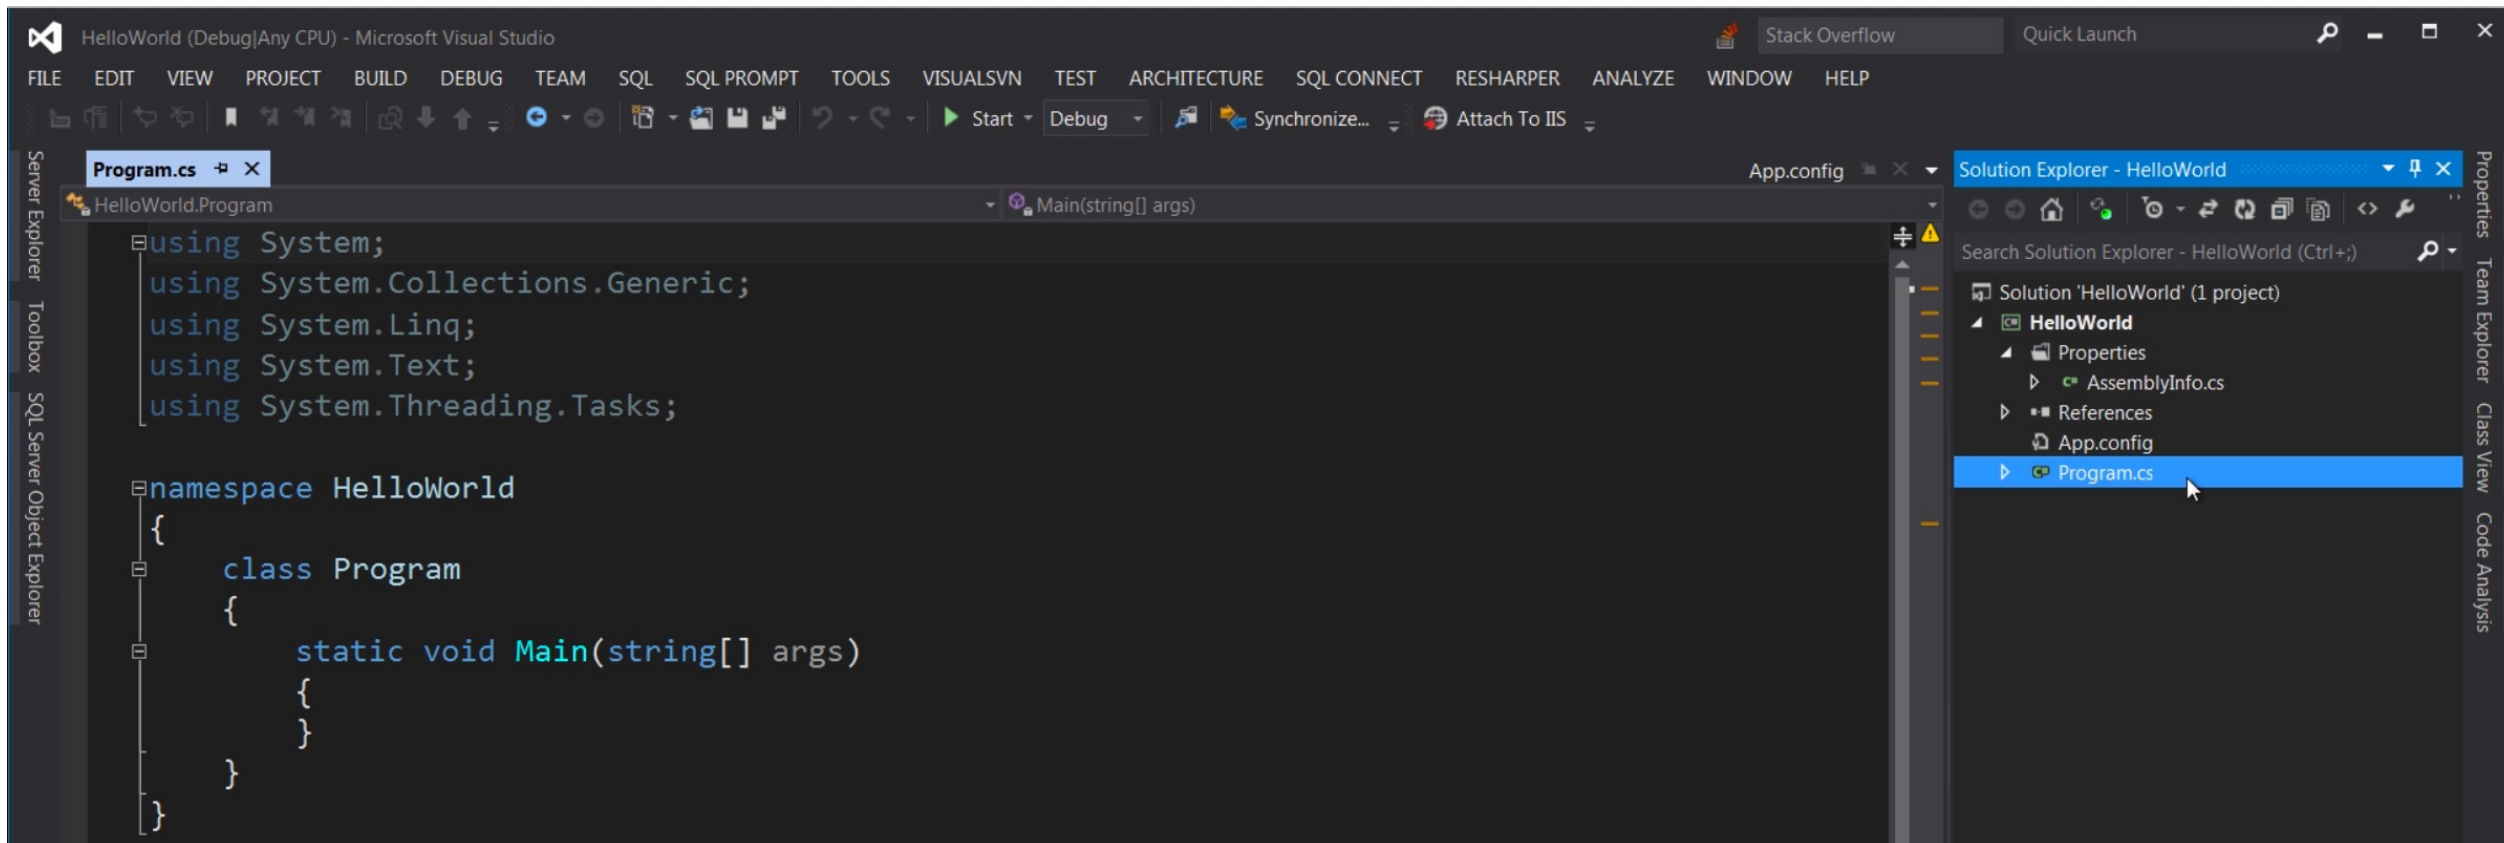 HelloWorld (Debug|Any CPU) - Microsoft Visual Studio
Stack Overflow
Quick Launch
FILE EDIT VIEW PROJECT BUILD DEBUG TEAM SQL SQL PROMPT TOOLS VISUALSVN TEST ARCHITECTURE SQL CONNECT RESHARPER ANALYZE WINDOW HELP
Start Debug Synchronize... Attach To IIS
Server Explorer
Toolbox
SQL Server Object Explorer
Program.cs
App.config
HelloWorld.Program
Main(string[] args)
using System;
using System.Collections.Generic;
using System.Linq;
using System.Text;
using System.Threading.Tasks;
namespace HelloWorld
{
class Program
{
static void Main(string[] args)
{
}
}
}
Solution Explorer - HelloWorld
Search Solution Explorer - HelloWorld (Ctrl+;)
Solution 'HelloWorld' (1 project)
HelloWorld
Properties
AssemblyInfo.cs
References
App.config
Program.cs
Properties
Team Explorer
Class View
Code Analysis